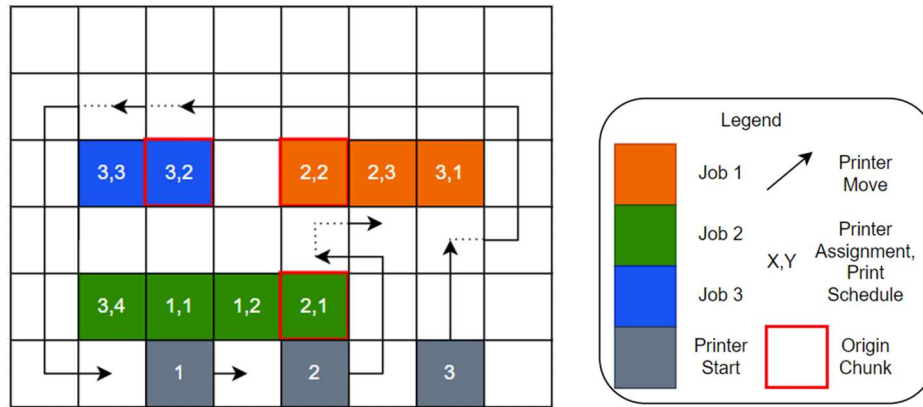 3,3 3,2 2,2 2,3 3,1
3,4 1,1 1,2 2,1
1 2 3
Legend
Job 1
Printer
Move
Job 2
X,Y
Printer
Assignment,
Print
Schedule
Job 3
Printer
Start
Origin
Chunk